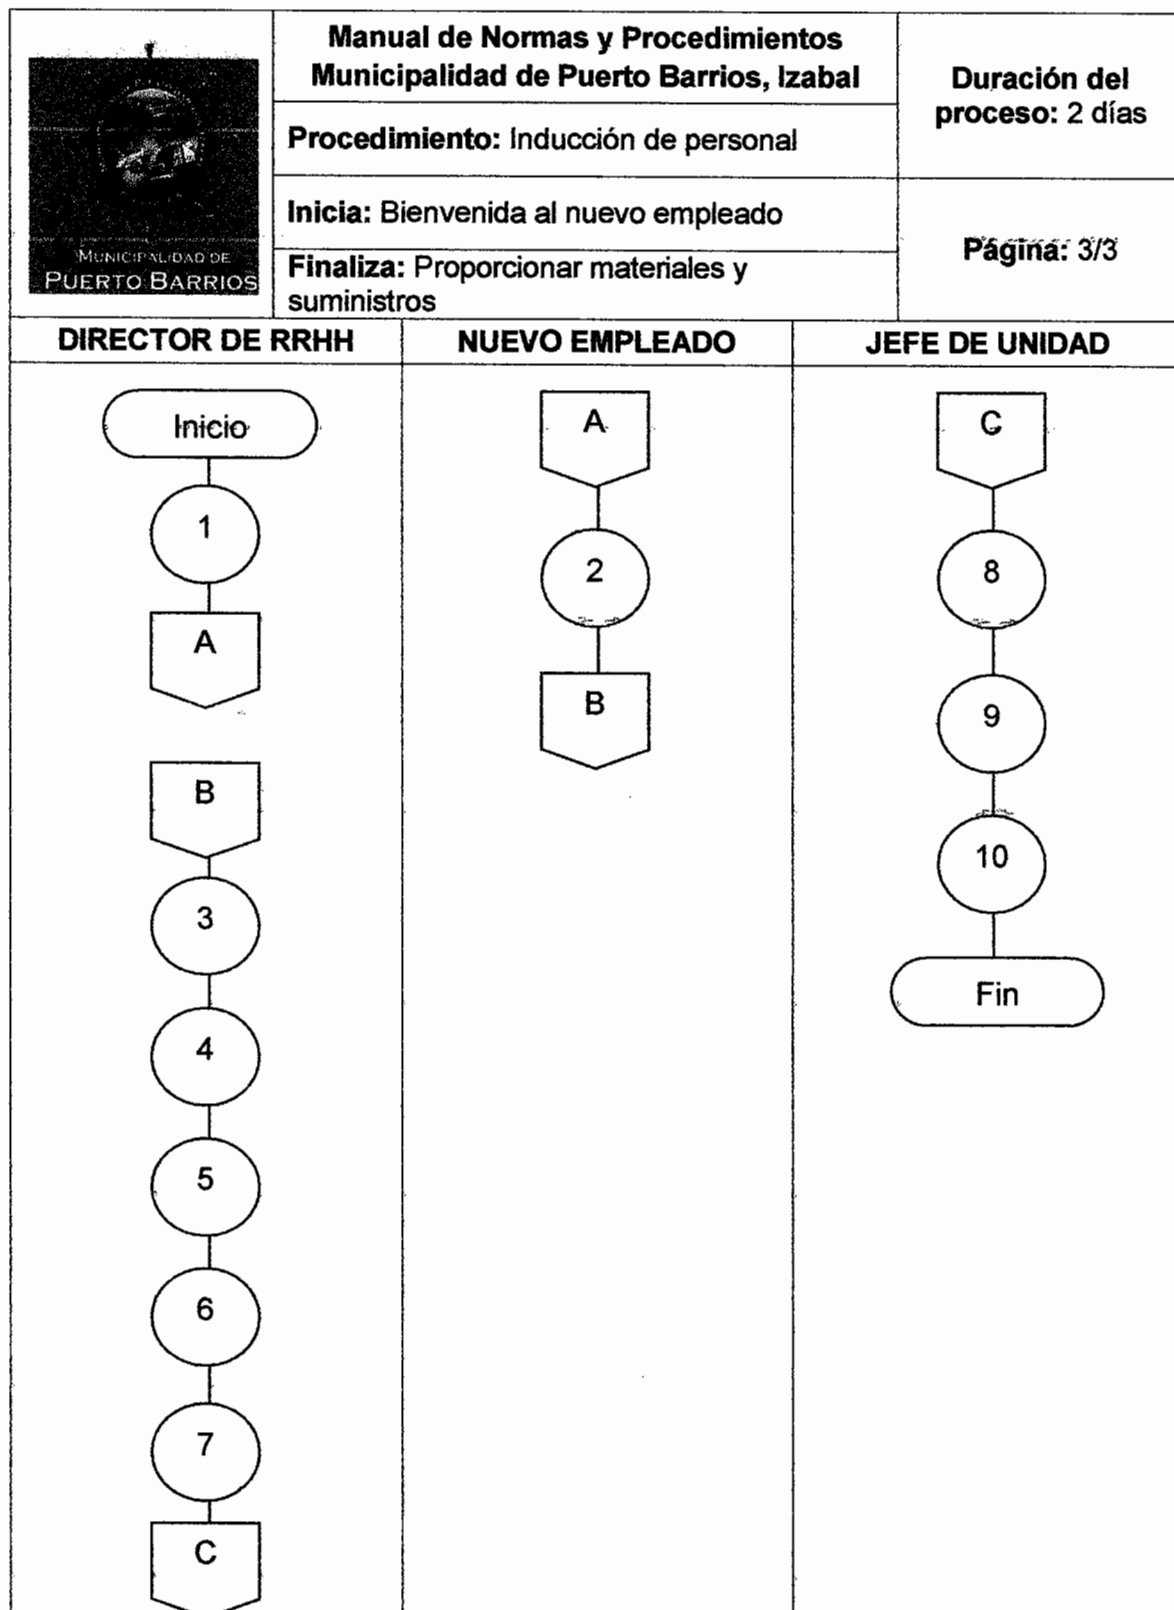 MUNICIPALIDAD DE
PUERTO BARRIOS
Manual de Normas y Procedimientos
Municipalidad de Puerto Barrios, Izabal
Procedimiento: Inducción de personal
Inicia: Bienvenida al nuevo empleado
Finaliza: Proporcionar materiales y
suministros
Duración del
proceso: 2 días
Página: 3/3
DIRECTOR DE RRHH
Inicio
1
A
B
3
4
5
6
7
C
NUEVO EMPLEADO
A
2
B
JEFE DE UNIDAD
C
8
9
10
Fin